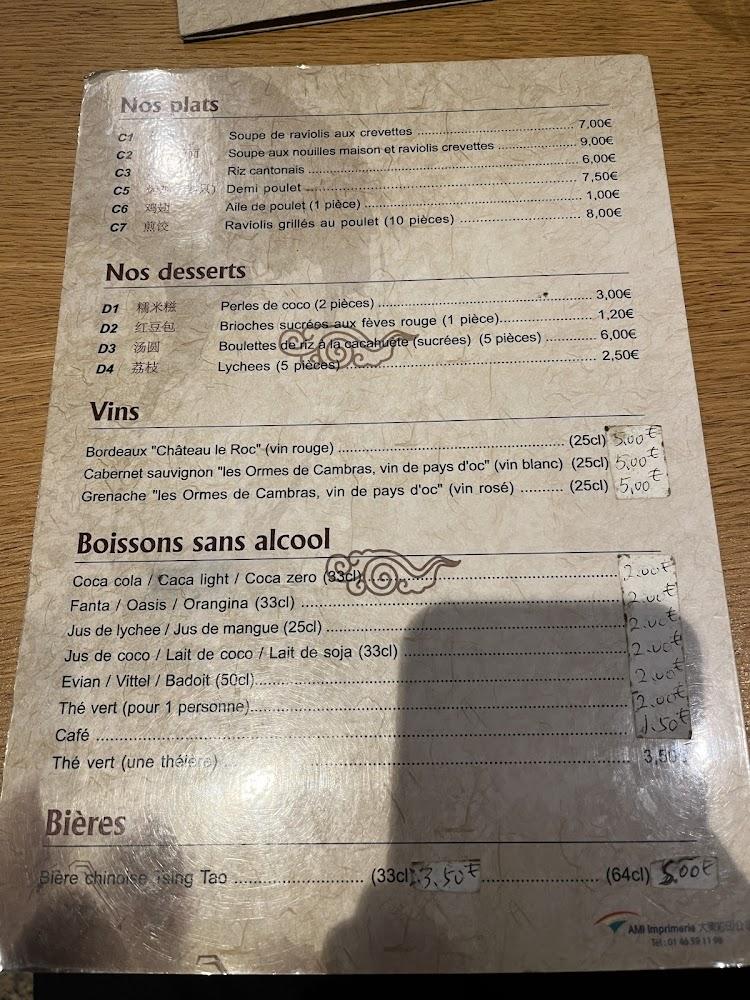 Nos plats
C1 Soupe de raviolis aux crevettes ........ 7,00€
C2 Soupe aux nouilles maison et raviolis crevettes ........ 9,00€
C3 Riz cantonais ........ 6,00€
C5 Demi poulet ........ 7,50€
C6 鸡翅 Aile de poulet (1 pièce) ........ 1,00€
C7 煎饺 Raviolis grillés au poulet (10 pièces) ........ 8,00€
Nos desserts
D1 糯米糍 Perles de coco (2 pièces) ........ 3,00€
D2 红豆包 Brioches sucrées aux fèves rouge (1 pièce)........ 1,20€
D3 汤圆 Boulettes de riz à la cacahuète (sucrées) (5 pièces) ........ 6,00€
D4 荔枝 Lychees (5 pièces) ........ 2,50€
Vins
Bordeaux "Château le Roc" (vin rouge) ........ (25cl) 5.00€
Cabernet sauvignon "les Ormes de Cambras, vin de pays d'oc" (vin blanc) (25cl) 5,00€
Grenache "les Ormes de Cambras, vin de pays d'oc" (vin rosé) ........ (25cl) 5,00€
Boissons sans alcool
Coca cola / Caca light / Coca zero (33cl) ........ 2.00€
Fanta / Oasis / Orangina (33cl) ........ 2.00€
Jus de lychee / Jus de mangue (25cl) ........ 2.00€
Jus de coco / Lait de coco / Lait de soja (33cl) ........ 2.00€
Evian / Vittel / Badoit (50cl)........ 2.00€
Thé vert (pour 1 personne)........ 2.00€
Café ........ 1.50€
Thé vert (une théière) ........ 3,50
Bières
Bière chinoise Tsing Tao ........ (33cl) 3.50€ ........ (64cl) 5.00€
AMI Imprimerie
Tél : 01 46 59 11 98